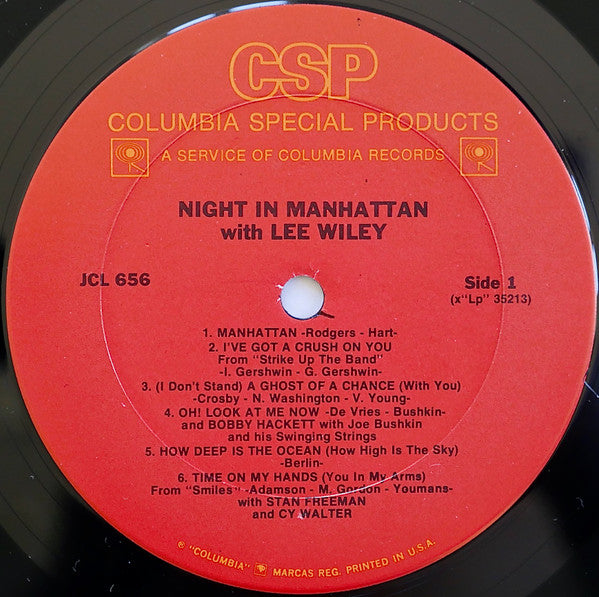 CSP
COLUMBIA SPECIAL PRODUCTS
A SERVICE OF COLUMBIA RECORDS
NIGHT IN MANHATTAN
with LEE WILEY
JCL 656
Side 1
(x"Lp" 35213)
1. MANHATTAN -Rodgers - Hart-
2. I'VE GOT A CRUSH ON YOU
From "Strike Up The Band"
-I. Gershwin - G. Gershwin-
3. (I Don't Stand) A GHOST OF A CHANCE (With You)
-Crosby - N. Washington - V. Young-
4. OH! LOOK AT ME NOW -De Vries - Bushkin-
and BOBBY HACKETT with Joe Bushkin
and his Swinging Strings
5. HOW DEEP IS THE OCEAN (How High Is The Sky)
-Berlin-
6. TIME ON MY HANDS (You In My Arms)
From "Smiles" -Adamson - M. Gordon - Youmans-
with STAN FREEMAN
and CY WALTER
® "COLUMBIA" MARCAS REG. PRINTED IN U.S.A.